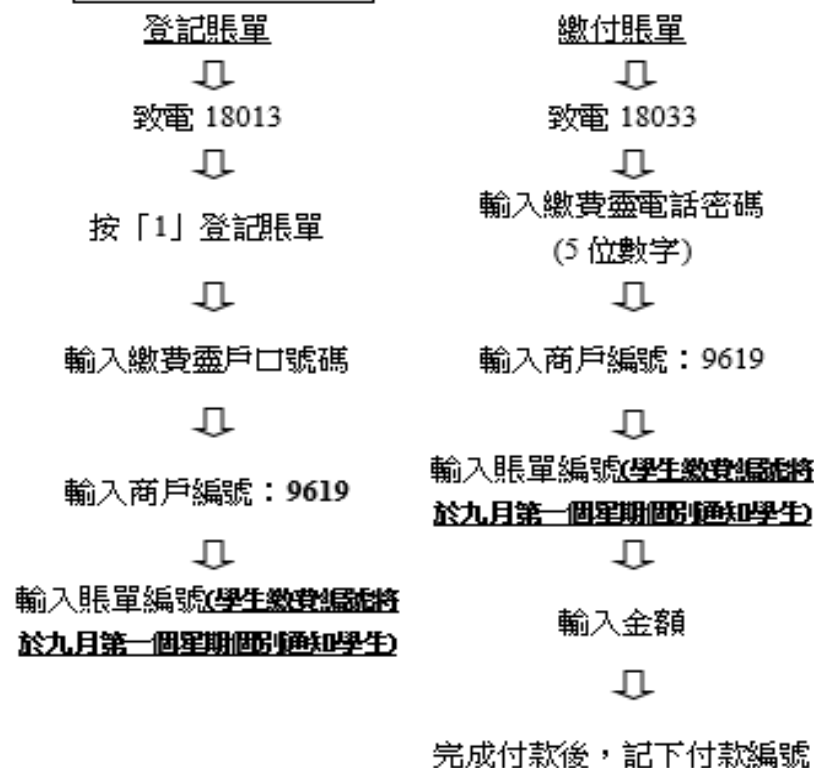 登記賬單
致電 18013
按「1」登記賬單
輸入繳費靈戶口號碼
輸入商戶編號：9619
輸入賬單編號(學生繳費編號將
於九月第一個星期個別通知學生)
繳付賬單
致電 18033
輸入繳費靈電話密碼
(5 位數字)
輸入商戶編號：9619
輸入賬單編號(學生繳費編號將
於九月第一個星期個別通知學生)
輸入金額
完成付款後，記下付款編號